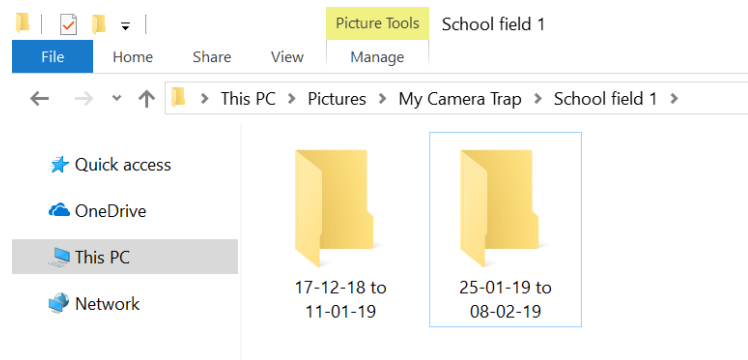 Picture Tools School field 1
File Home Share View Manage
This PC > Pictures > My Camera Trap > School field 1 >
Quick access
OneDrive
This PC
Network
17-12-18 to
11-01-19
25-01-19 to
08-02-19